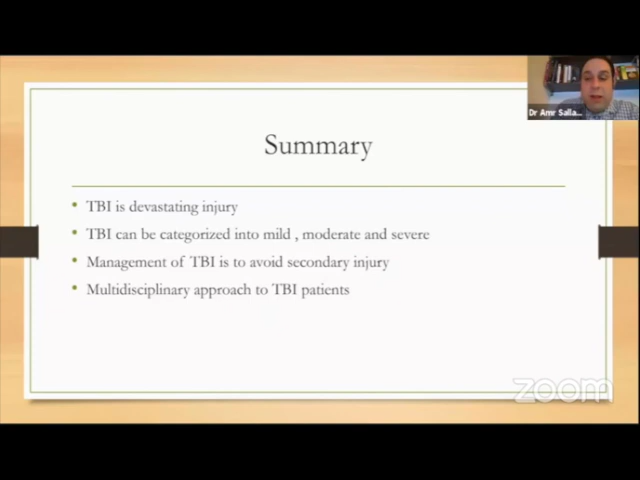 Dr Amr Salla...
Summary
TBI is devastating injury
TBI can be categorized into mild , moderate and severe
Management of TBI is to avoid secondary injury
Multidisciplinary approach to TBI patients
zoom